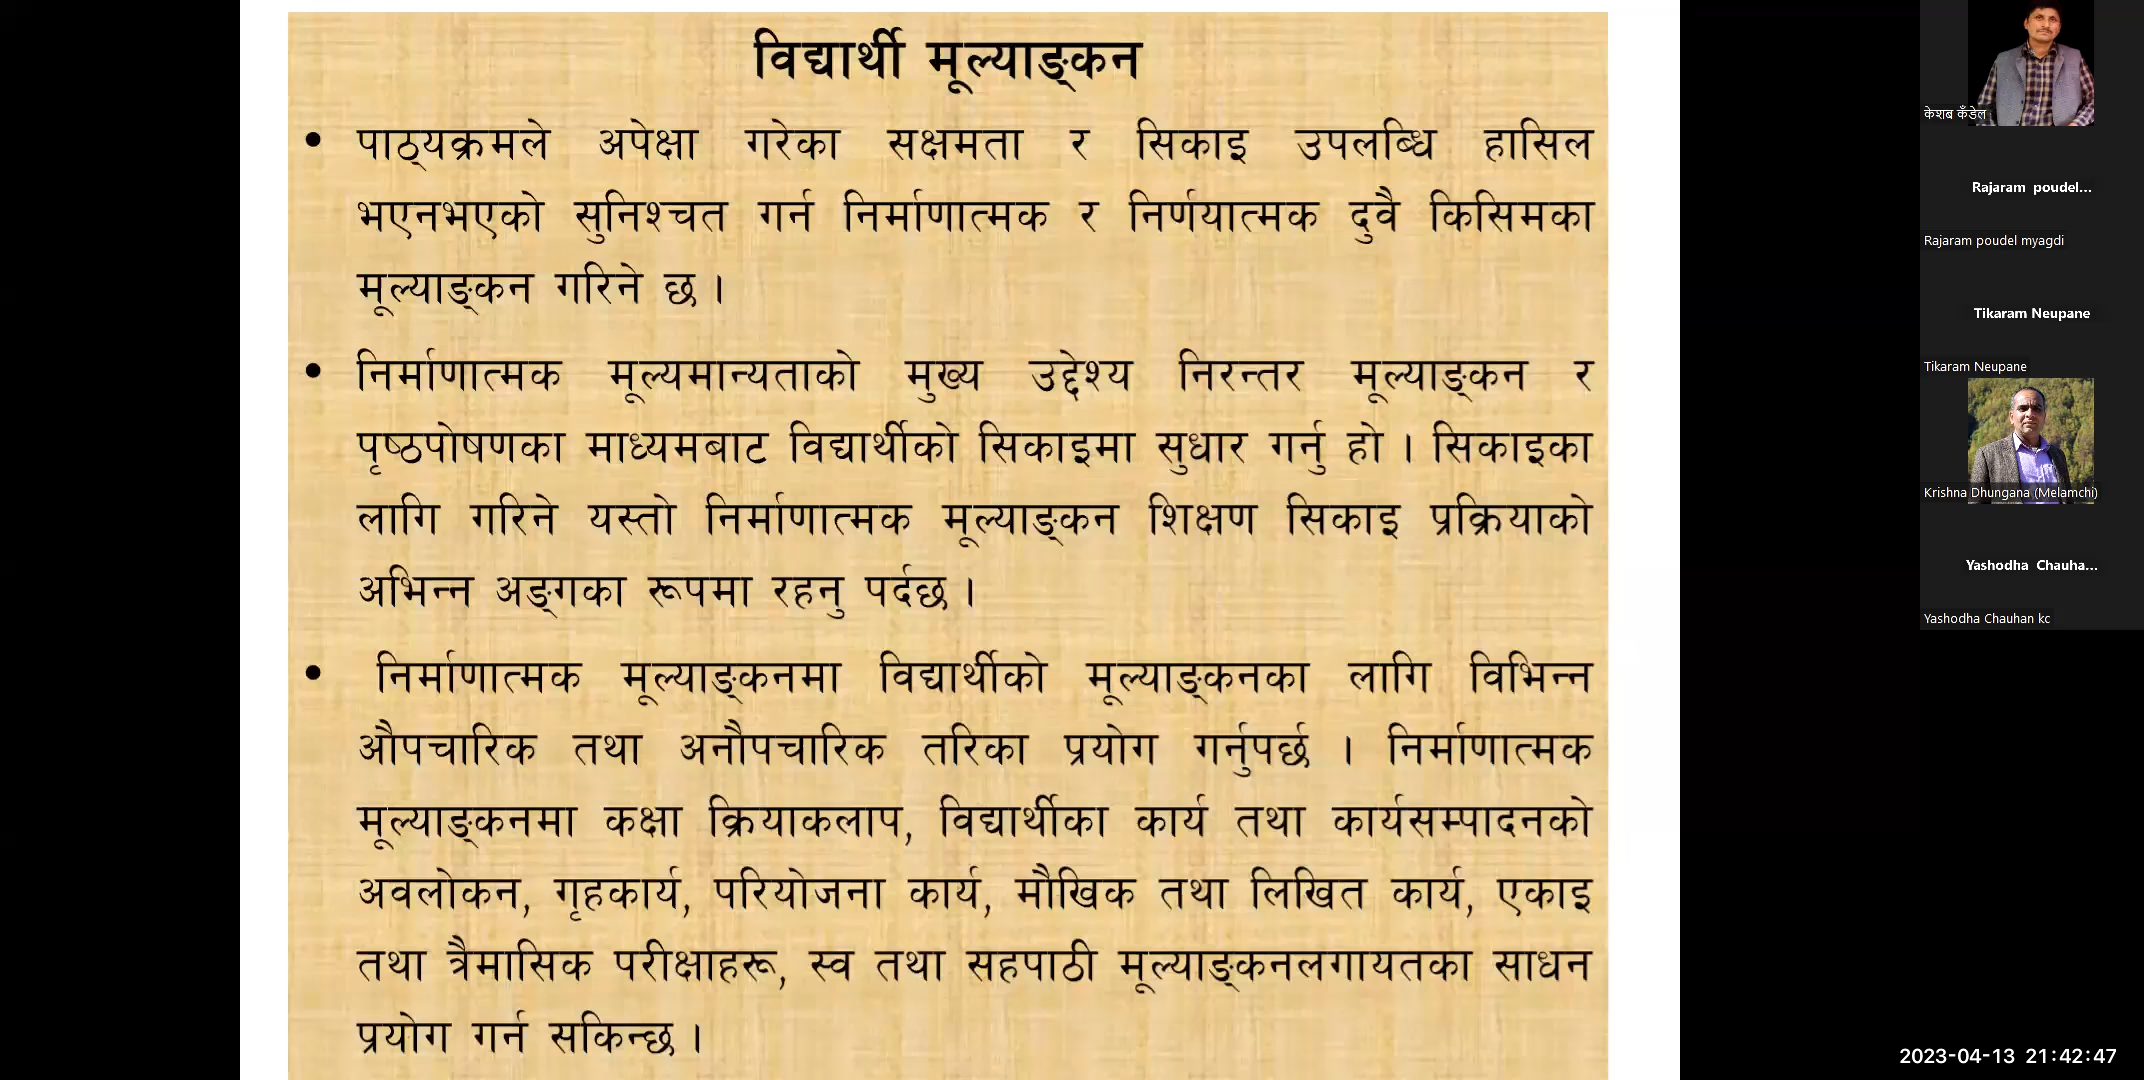 विद्यार्थी मूल्याङ्कन
• पाठ्यक्रमले अपेक्षा गरेका सक्षमता र सिकाइ उपलब्धि हासिल
भएनभएको सुनिश्चत गर्न निर्माणात्मक र निर्णयात्मक दुवै किसिमका
मूल्याङ्कन गरिने छ ।
• निर्माणात्मक मूल्यमान्यताको मुख्य उद्देश्य निरन्तर मूल्याङ्कन र
पृष्ठपोषणका माध्यमबाट विद्यार्थीको सिकाइमा सुधार गर्नु हो । सिकाइका
लागि गरिने यस्तो निर्माणात्मक मूल्याङ्कन शिक्षण सिकाइ प्रक्रियाको
अभिन्न अङ्गका रूपमा रहनु पर्दछ ।
• निर्माणात्मक मूल्याङ्कनमा विद्यार्थीको मूल्याङ्कनका लागि विभिन्न
औपचारिक तथा अनौपचारिक तरिका प्रयोग गर्नुपर्छ । निर्माणात्मक
मूल्याङ्कनमा कक्षा क्रियाकलाप, विद्यार्थीका कार्य तथा कार्यसम्पादनको
अवलोकन, गृहकार्य, परियोजना कार्य, मौखिक तथा लिखित कार्य, एकाइ
तथा त्रैमासिक परीक्षाहरू, स्व तथा सहपाठी मूल्याङ्कनलगायतका साधन
प्रयोग गर्न सकिन्छ ।
केशब कँडेल
Rajaram poudel...
Rajaram poudel myagdi
Tikaram Neupane
Tikaram Neupane
Krishna Dhungana (Melamchi)
Yashodha Chauha...
Yashodha Chauhan kc
2023-04-13 21:42:47